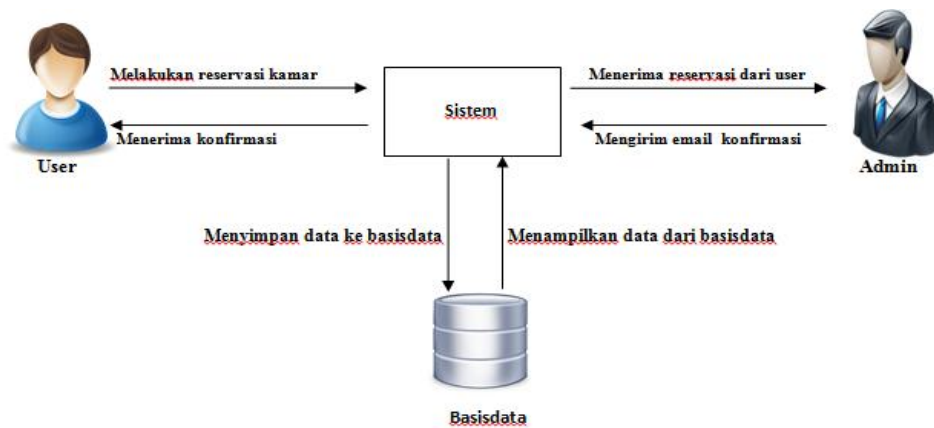 Melakukan reservasi kamar
Menerima reservasi dari user
Sistem
Menerima konfirmasi
Mengirim email konfirmasi
User
Admin
Menyimpan data ke basisdata
Menampilkan data dari basisdata
Basisdata